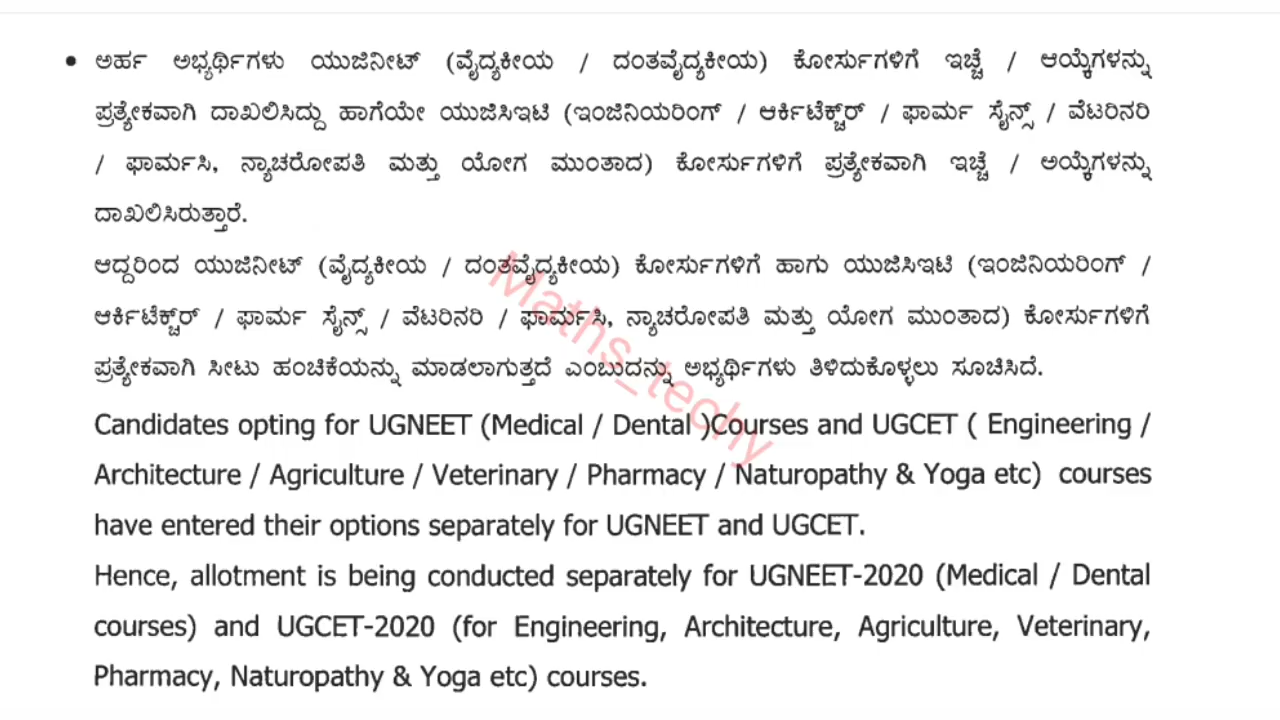 • ಅರ್ಹ ಅಭ್ಯರ್ಥಿಗಳು ಯುಜಿನೀಟ್ (ವೈದ್ಯಕೀಯ / ದಂತವೈದ್ಯಕೀಯ) ಕೋರ್ಸುಗಳಿಗೆ ಇಚ್ಛೆ / ಆಯ್ಕೆಗಳನ್ನು
ಪ್ರತ್ಯೇಕವಾಗಿ ದಾಖಲಿಸಿದ್ದು ಹಾಗೆಯೇ ಯುಜಿಸಿಇಟಿ (ಇಂಜಿನಿಯರಿಂಗ್ / ಆರ್ಕಿಟೆಕ್ಚರ್ / ಫಾರ್ಮ ಸೈನ್ಸ್ / ವೆಟರಿನರಿ
/ ಫಾರ್ಮಸಿ, ನ್ಯಾಚರೋಪತಿ ಮತ್ತು ಯೋಗ ಮುಂತಾದ) ಕೋರ್ಸುಗಳಿಗೆ ಪ್ರತ್ಯೇಕವಾಗಿ ಇಚ್ಛೆ / ಅಯ್ಕೆಗಳನ್ನು
ದಾಖಲಿಸಿರುತ್ತಾರೆ.
ಆದ್ದರಿಂದ ಯುಜಿನೀಟ್ (ವೈದ್ಯಕೀಯ / ದಂತವೈದ್ಯಕೀಯ) ಕೋರ್ಸುಗಳಿಗೆ ಹಾಗು ಯುಜಿಸಿಇಟಿ (ಇಂಜಿನಿಯರಿಂಗ್ /
ಆರ್ಕಿಟೆಕ್ಚರ್ / ಫಾರ್ಮ ಸೈನ್ಸ್ / ವೆಟರಿನರಿ / ಫಾರ್ಮಸಿ, ನ್ಯಾಚರೋಪತಿ ಮತ್ತು ಯೋಗ ಮುಂತಾದ) ಕೋರ್ಸುಗಳಿಗೆ
ಪ್ರತ್ಯೇಕವಾಗಿ ಸೀಟು ಹಂಚಿಕೆಯನ್ನು ಮಾಡಲಾಗುತ್ತದೆ ಎಂಬುದನ್ನು ಅಭ್ಯರ್ಥಿಗಳು ತಿಳಿದುಕೊಳ್ಳಲು ಸೂಚಿಸಿದೆ.
Candidates opting for UGNEET (Medical / Dental )Courses and UGCET ( Engineering /
Architecture / Agriculture / Veterinary / Pharmacy / Naturopathy & Yoga etc) courses
have entered their options separately for UGNEET and UGCET.
Hence, allotment is being conducted separately for UGNEET-2020 (Medical / Dental
courses) and UGCET-2020 (for Engineering, Architecture, Agriculture, Veterinary,
Pharmacy, Naturopathy & Yoga etc) courses.
Maths_techy